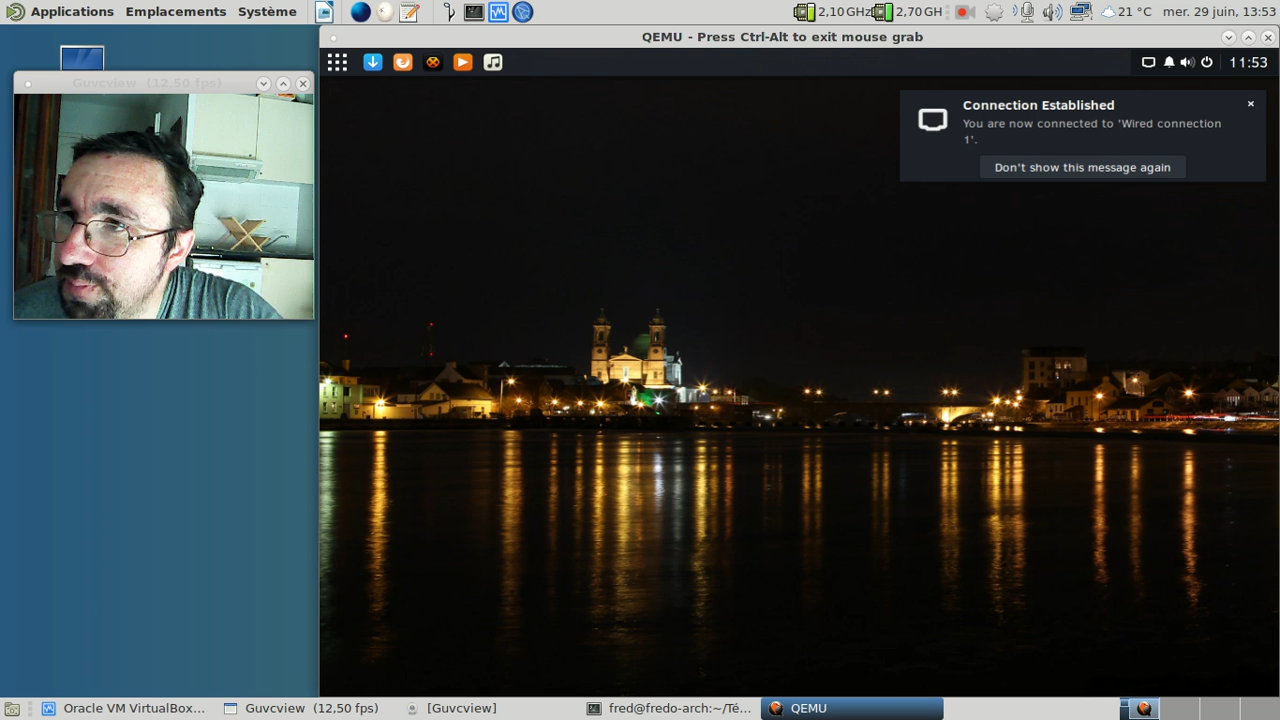 Applications Emplacements Système
2,10 GHz 2,70 GH 21 °C mer. 29 juin, 13:53
QEMU - Press Ctrl-Alt to exit mouse grab
Guvcview (12,50 fps)
11:53
Connection Established
You are now connected to 'Wired connection
1'.
Don't show this message again
Oracle VM VirtualBox...
Guvcview (12,50 fps)
[Guvcview]
fred@fredo-arch:~/Té...
QEMU